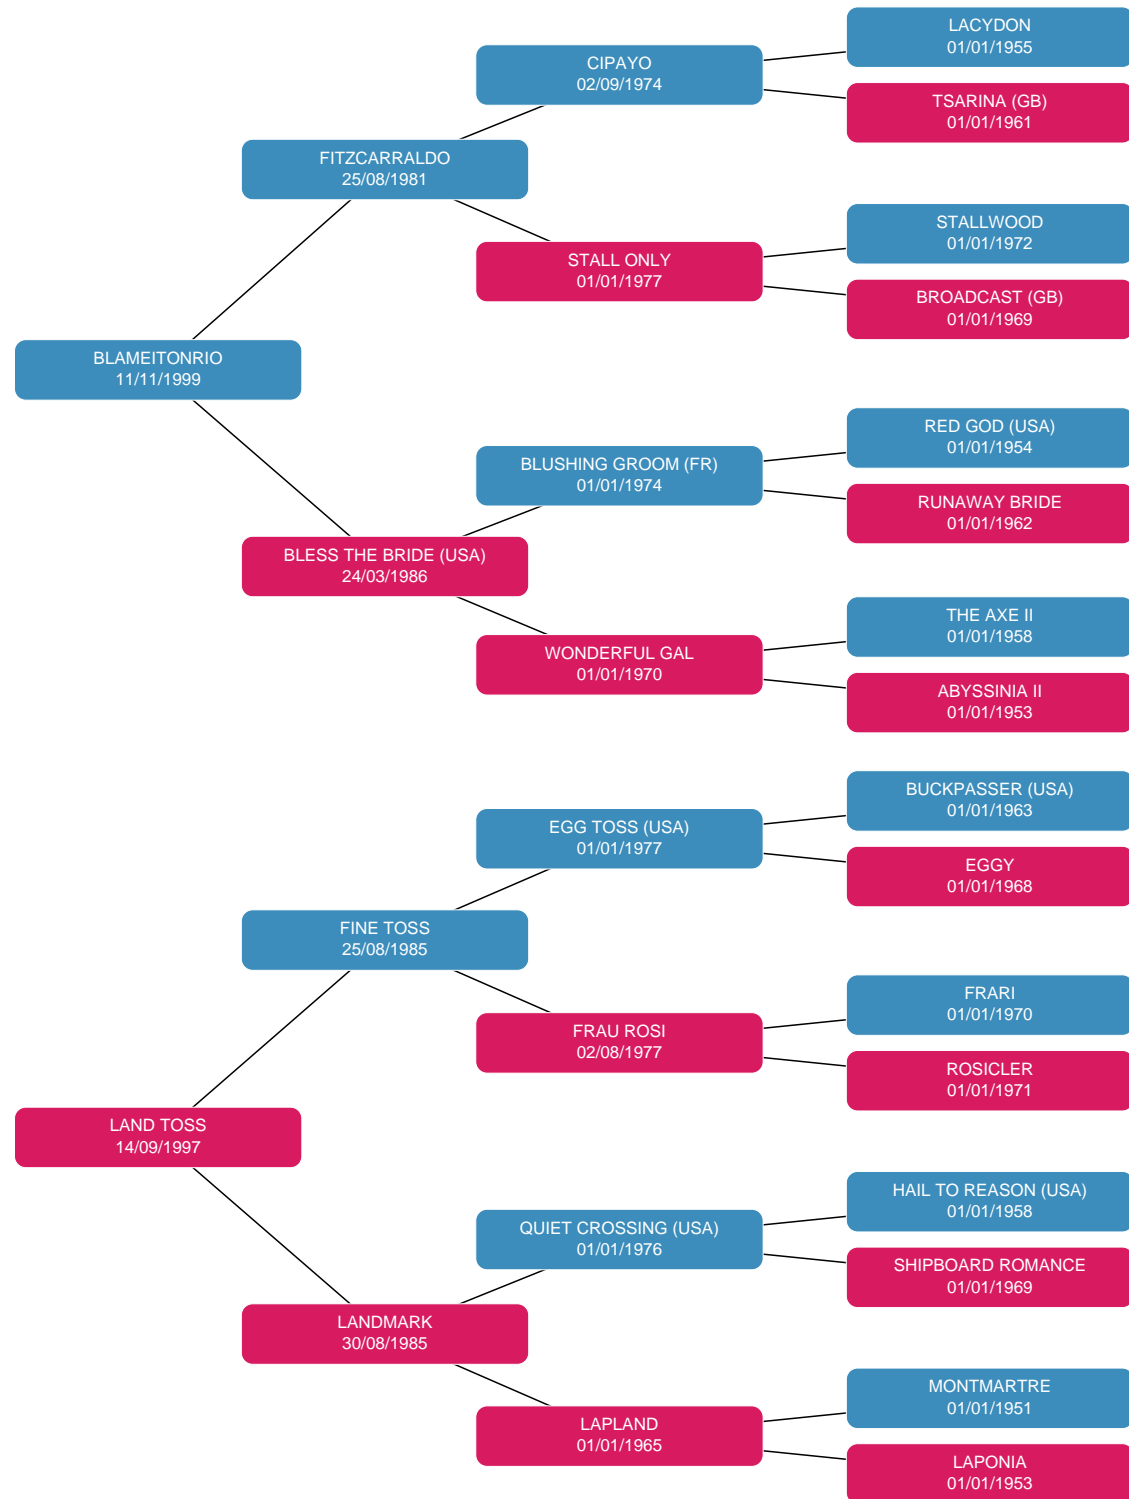 LACYDON
01/01/1955
CIPAYO
02/09/1974
TSARINA (GB)
01/01/1961
FITZCARRALDO
25/08/1981
STALLWOOD
01/01/1972
STALL ONLY
01/01/1977
BROADCAST (GB)
01/01/1969
BLAMEITONRIO
11/11/1999
RED GOD (USA)
01/01/1954
BLUSHING GROOM (FR)
01/01/1974
RUNAWAY BRIDE
01/01/1962
BLESS THE BRIDE (USA)
24/03/1986
THE AXE II
01/01/1958
WONDERFUL GAL
01/01/1970
ABYSSINIA II
01/01/1953
BUCKPASSER (USA)
01/01/1963
EGG TOSS (USA)
01/01/1977
EGGY
01/01/1968
FINE TOSS
25/08/1985
FRARI
01/01/1970
FRAU ROSI
02/08/1977
ROSICLER
01/01/1971
LAND TOSS
14/09/1997
HAIL TO REASON (USA)
01/01/1958
QUIET CROSSING (USA)
01/01/1976
SHIPBOARD ROMANCE
01/01/1969
LANDMARK
30/08/1985
MONTMARTRE
01/01/1951
LAPLAND
01/01/1965
LAPONIA
01/01/1953